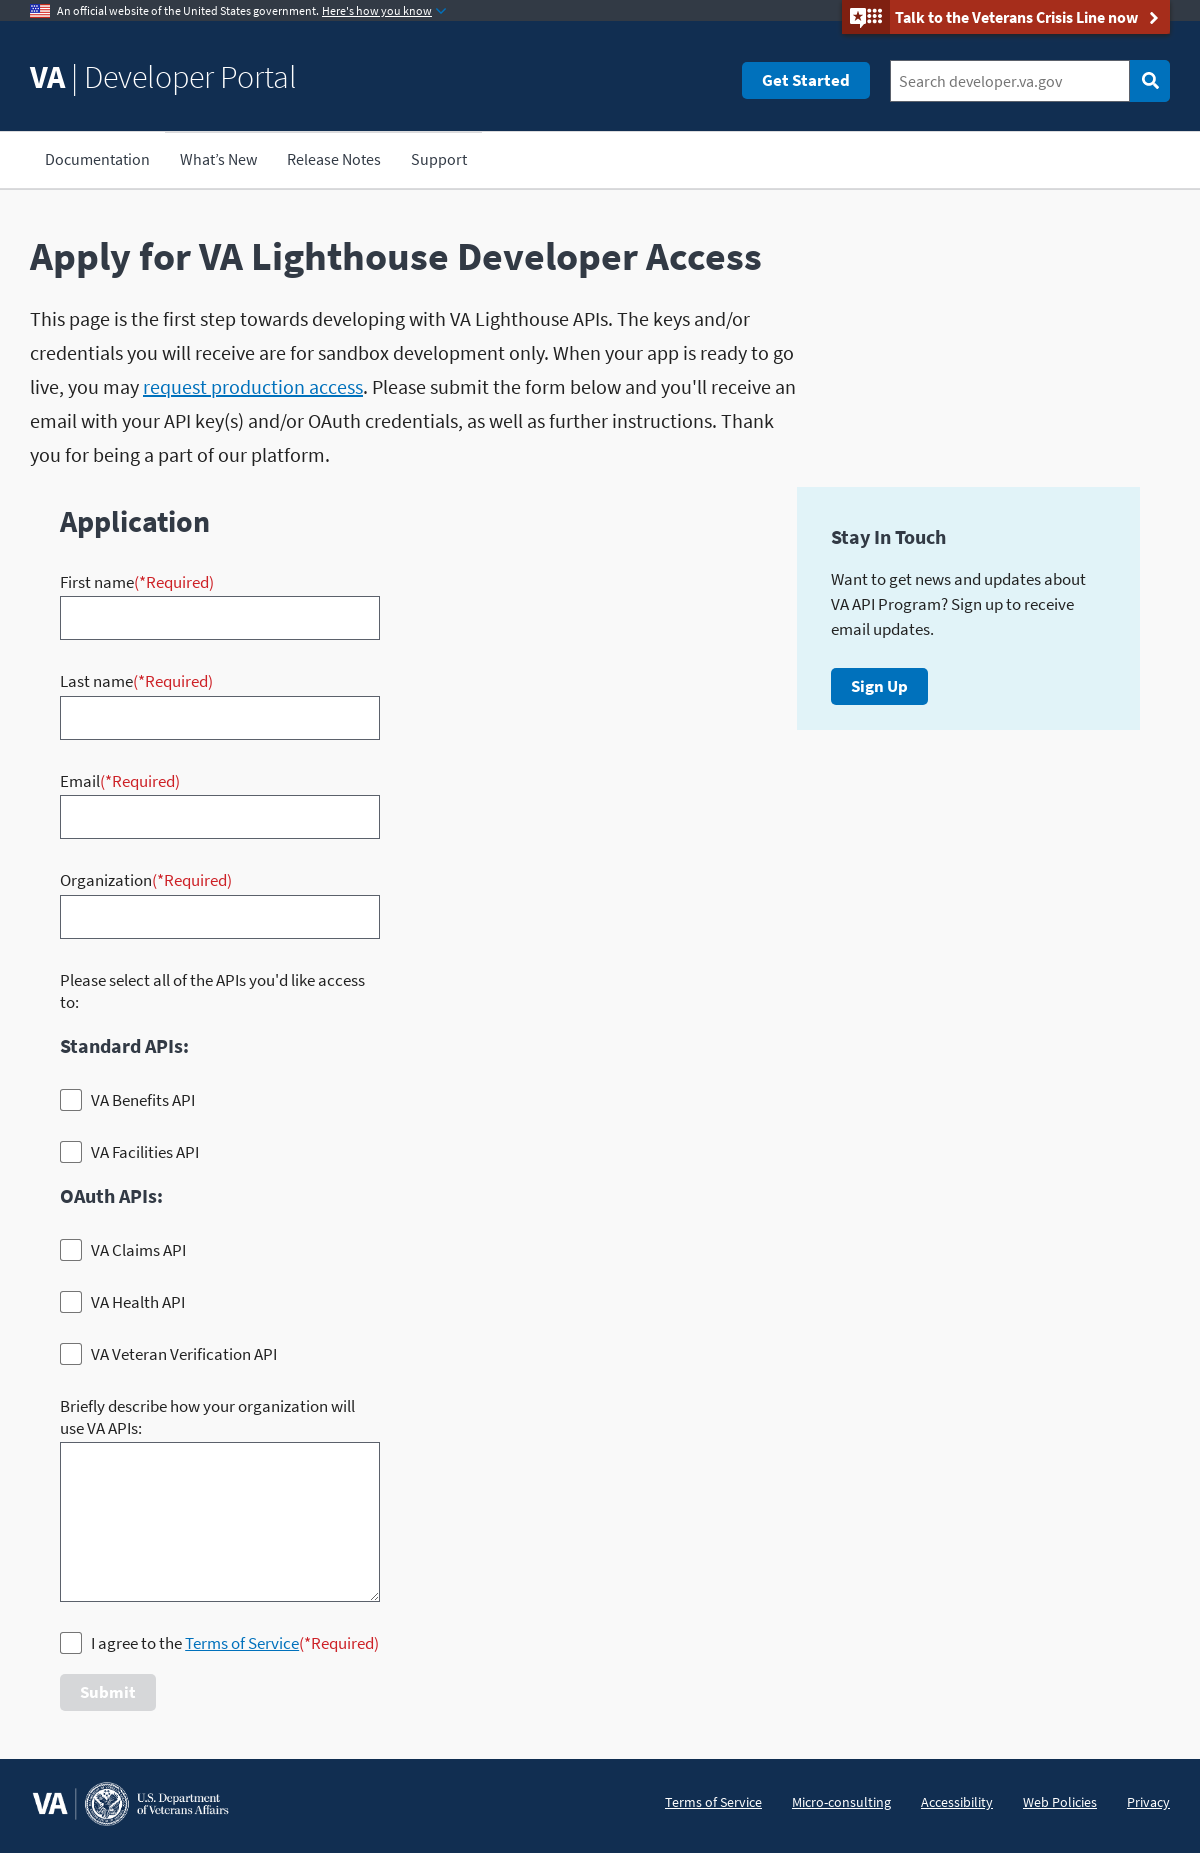 An official website of the United States government. Here's how you know
Talk to the Veterans Crisis Line now
VA | Developer Portal
Get Started
Search developer.va.gov
Documentation
What’s New
Release Notes
Support
Apply for VA Lighthouse Developer Access
This page is the first step towards developing with VA Lighthouse APIs. The keys and/or
credentials you will receive are for sandbox development only. When your app is ready to go
live, you may request production access. Please submit the form below and you'll receive an
email with your API key(s) and/or OAuth credentials, as well as further instructions. Thank
you for being a part of our platform.
Application
First name(*Required)
Last name(*Required)
Email(*Required)
Organization(*Required)
Please select all of the APIs you'd like access
to:
Standard APIs:
VA Benefits API
VA Facilities API
OAuth APIs:
VA Claims API
VA Health API
VA Veteran Verification API
Briefly describe how your organization will
use VA APIs:
I agree to the Terms of Service(*Required)
Submit
Stay In Touch
Want to get news and updates about
VA API Program? Sign up to receive
email updates.
Sign Up
VA
U.S. Department
of Veterans Affairs
Terms of Service
Micro-consulting
Accessibility
Web Policies
Privacy